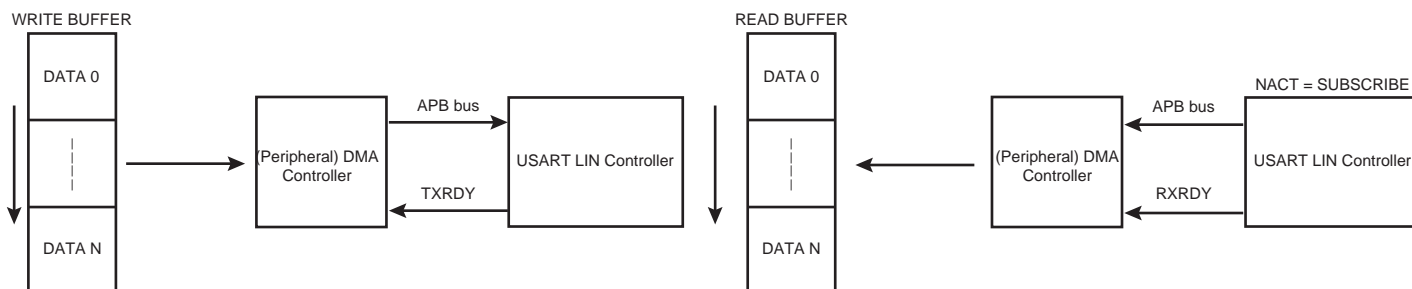 WRITE BUFFER
DATA 0
DATA N
(Peripheral) DMA
Controller
APB bus
TXRDY
USART LIN Controller
READ BUFFER
DATA 0
DATA N
(Peripheral) DMA
Controller
APB bus
RXRDY
NACT = SUBSCRIBE
USART LIN Controller